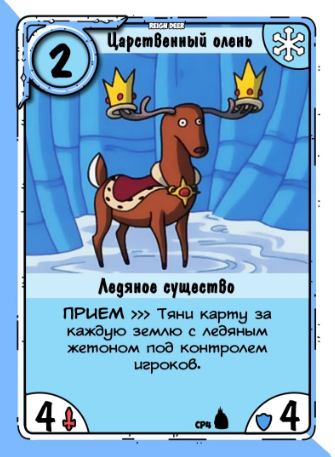 REIGN DEER
2
Царственный олень
Ледяное существо
ПРИЕМ >>> Тяни карту за
каждую землю с ледяным
жетоном под контролем
игроков.
4
СР4
4